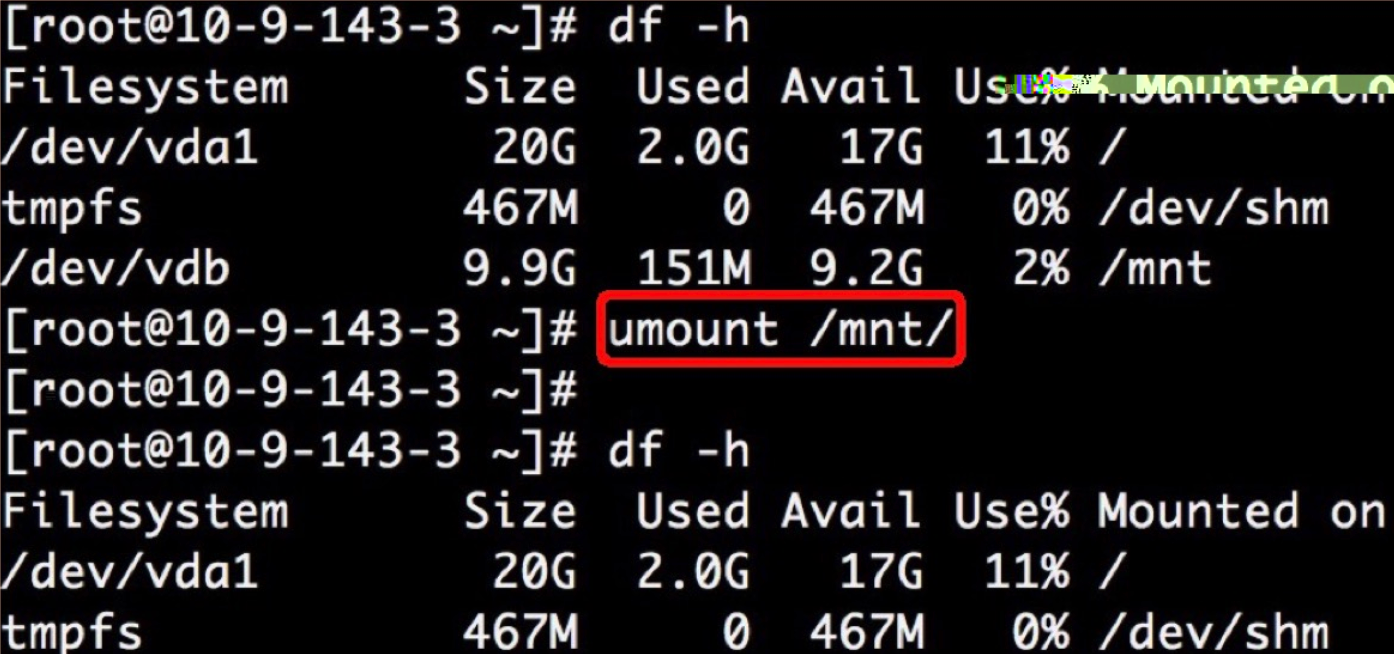 [root@10-9-143-3 ~]# df -h
Filesystem Size Used Avail Use% Mounted on
/dev/vda1 20G 2.0G 17G 11% /
tmpfs 467M 0 467M 0% /dev/shm
/dev/vdb 9.9G 151M 9.2G 2% /mnt
[root@10-9-143-3 ~]# umount /mnt/
[root@10-9-143-3 ~]#
[root@10-9-143-3 ~]# df -h
Filesystem Size Used Avail Use% Mounted on
/dev/vda1 20G 2.0G 17G 11% /
tmpfs 467M 0 467M 0% /dev/shm